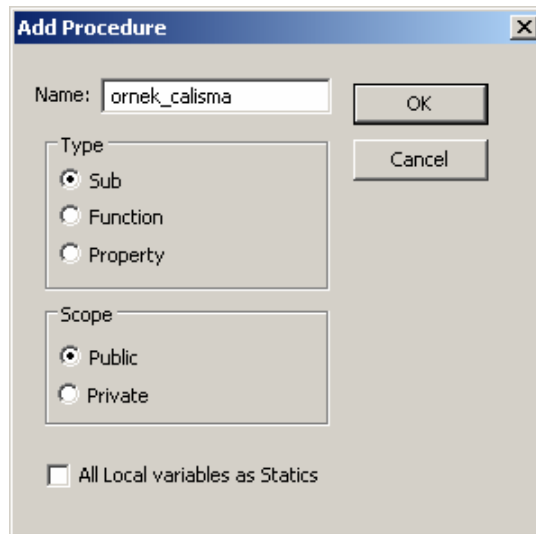 Add Procedure
Name: ornek_calisma
OK
Cancel
Type
Sub
Function
Property
Scope
Public
Private
All Local variables as Statics